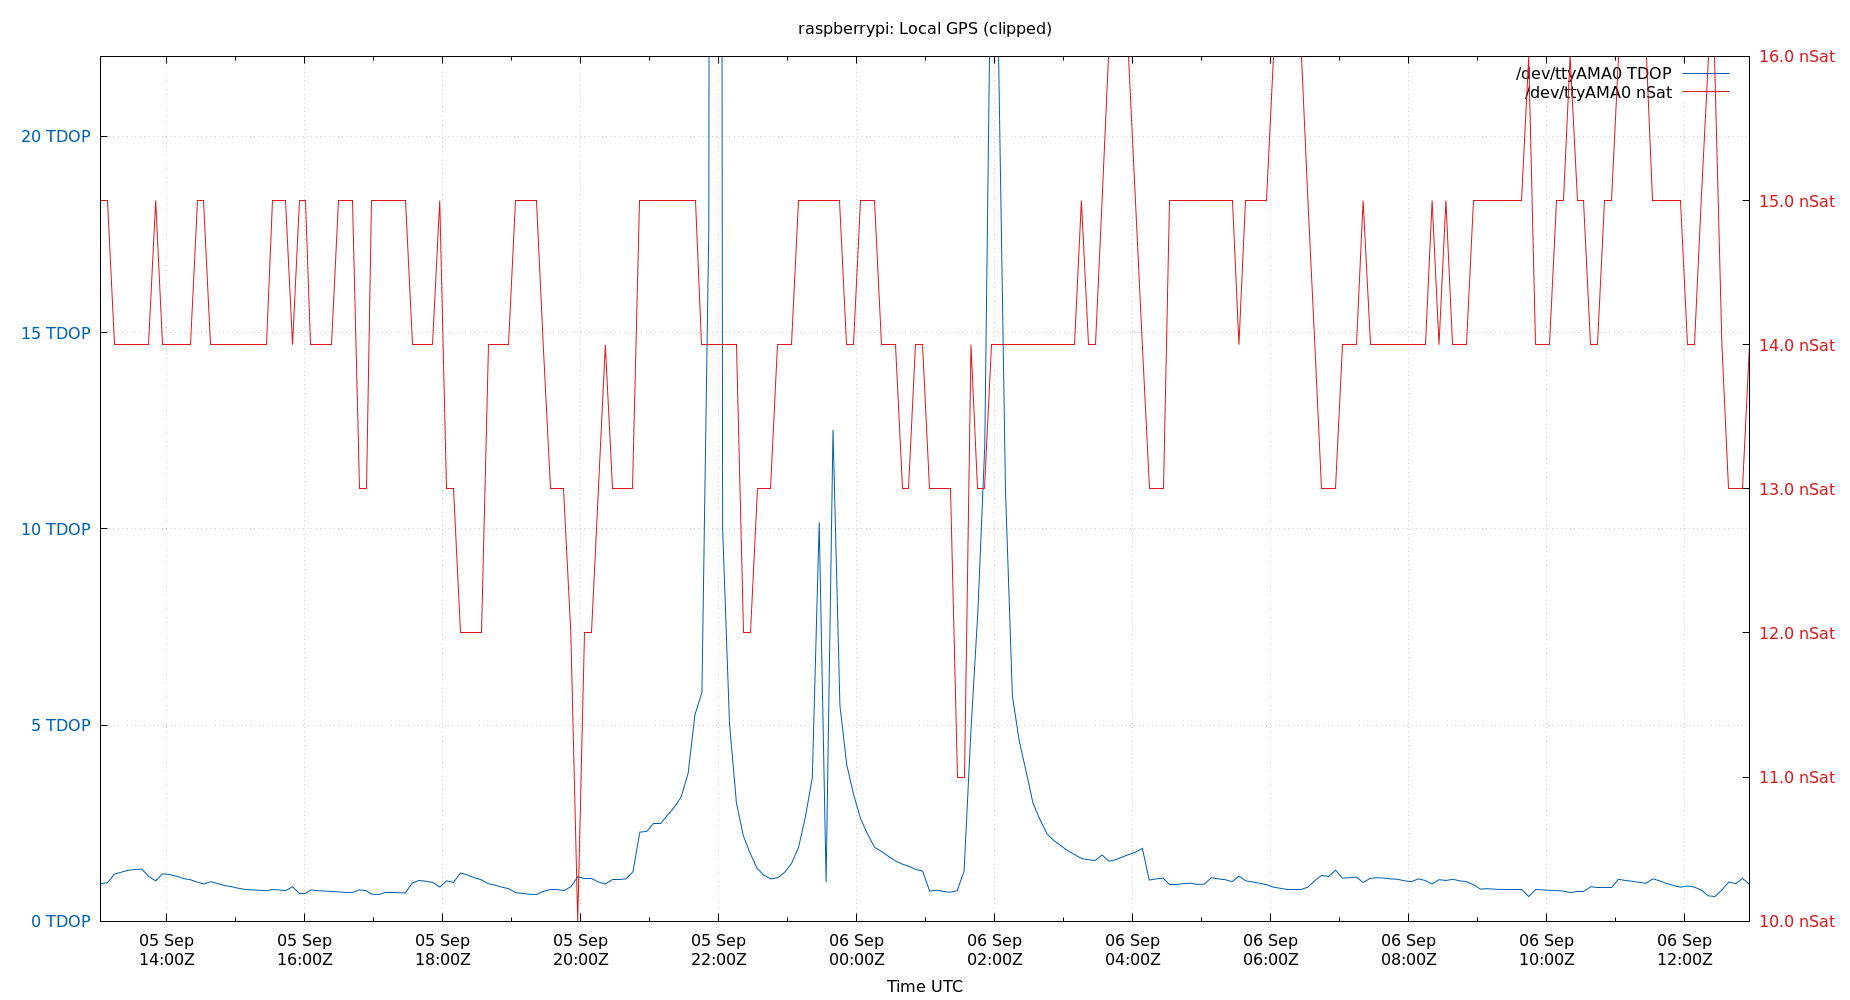 raspberrypi: Local GPS (clipped)
16.0 nSat
/dev/ttyAMA0 TDOP
/dev/ttyAMA0 nSat
20 TDOP
15.0 nSat
15 TDOP
14.0 nSat
13.0 nSat
10 TDOP
12.0 nSat
5 TDOP
11.0 nSat
0 TDOP
10.0 nSat
05 Sep 05 Sep 05 Sep 05 Sep 05 Sep 06 Sep 06 Sep 06 Sep 06 Sep 06 Sep 06 Sep 06 Sep
14:00Z 16:00Z 18:00Z 20:00Z 22:00Z 00:00Z 02:00Z 04:00Z 06:00Z 08:00Z 10:00Z 12:00Z
Time UTC